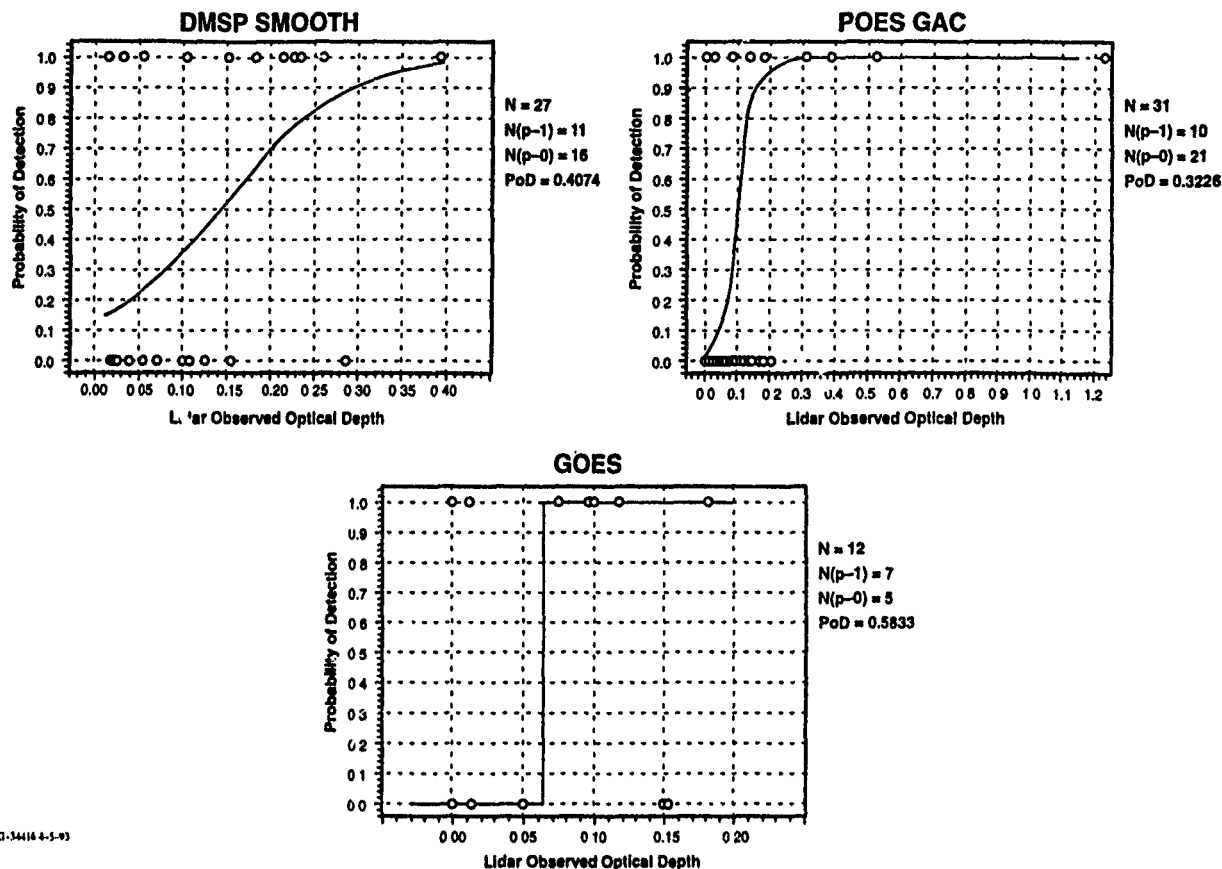 DMSP SMOOTH
1.0
0.9
0.8
0.7
0.6
0.5
0.4
0.3
0.2
0.1
0.0
Probability of Detection
0.00 0 05 0.10 0.15 0 20 0.25 0 30 0 35 0 40
Observed Optical Depth
N = 27
N(p–1) = 11
N(p–0) = 16
PoD = 0.4074
POES GAC
1.0
0.9
0.8
0.7
0.6
0.5
0.4
0.3
0.2
0.1
0.0
Probability of Detection
0 0 0.1 0 2 0 3 0.4 0.5 0 6 0.7 0 8 0 9 1 0 1.1 1.2
Lidar Observed Optical Depth
N = 31
N(p–1) = 10
N(p–0) = 21
PoD = 0.3226
GOES
1.0
0.9
0.8
0.7
0 6
0 5
0 4
0 3
0 2
0 1
0 0
Probability of Detection
0 00 0 05 0 10 0.15 0 20
Lidar Observed Optical Depth
N = 12
N(p–1) = 7
N(p–0) = 5
PoD = 0.5833
4-5-93